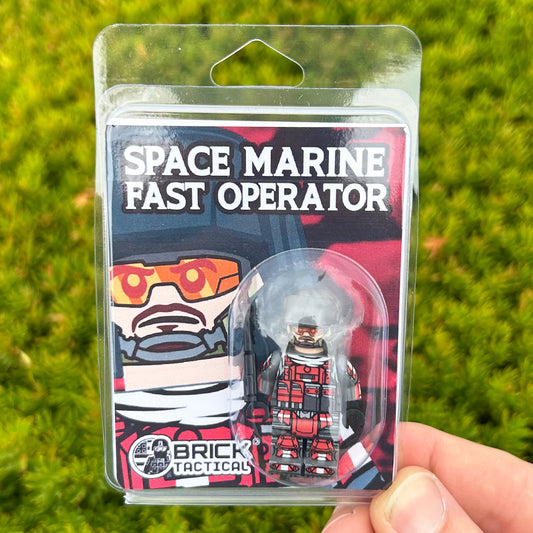 SPACE MARINE
FAST OPERATOR
BRICK®
TACTICAL